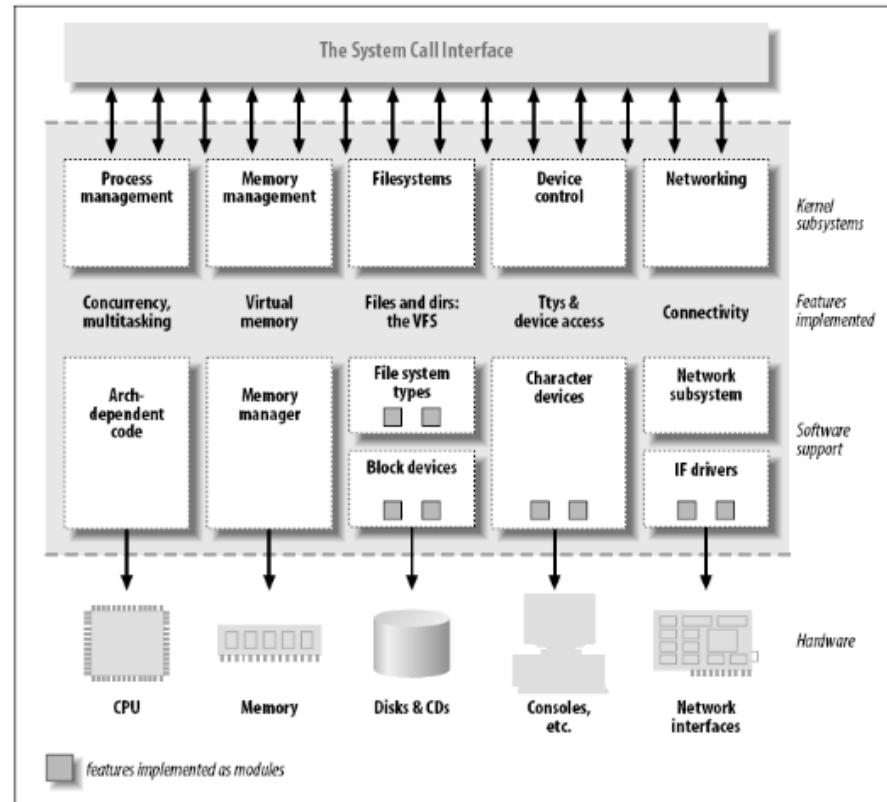 The System Call Interface
Process
management
Memory
management
Filesystems
Device
control
Networking
Kernel
subsystems
Concurrency,
multitasking
Virtual
memory
Files and dirs:
the VFS
Ttys &
device access
Connectivity
Features
implemented
Arch-
dependent
code
Memory
manager
File system
types
Block devices
Character
devices
Network
subsystem
IF drivers
Software
support
CPU
Memory
Disks & CDs
Consoles,
etc.
Network
interfaces
Hardware
features implemented as modules